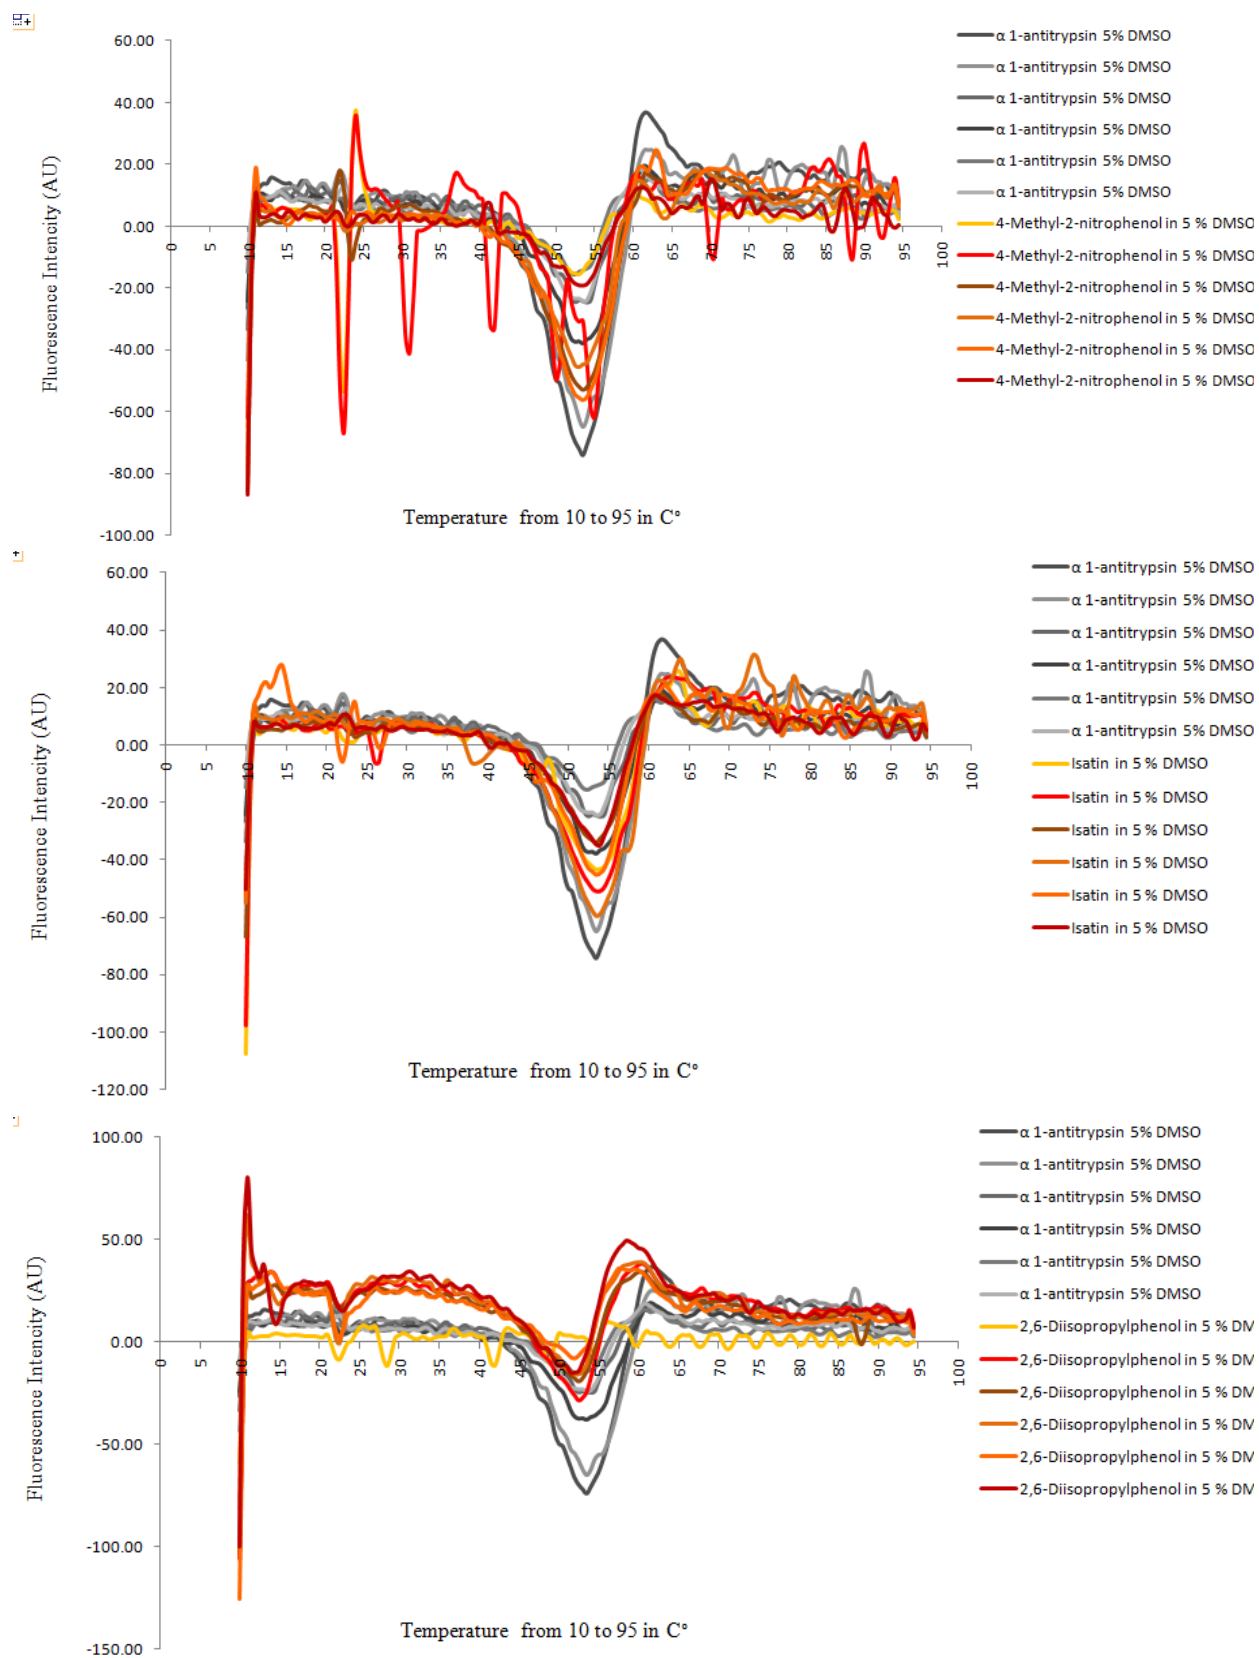 60.00
40.00
20.00
0.00
-20.00
-40.00
-60.00
-80.00
-100.00
0 5 10 15 20 25 30 35 40 45 50 55 60 65 70 75 80 85 90 95 100
Fluorescence Intencity (AU)
Temperature from 10 to 95 in C°
α 1-antitrypsin 5% DMSO
α 1-antitrypsin 5% DMSO
α 1-antitrypsin 5% DMSO
α 1-antitrypsin 5% DMSO
α 1-antitrypsin 5% DMSO
α 1-antitrypsin 5% DMSO
4-Methyl-2-nitrophenol in 5 % DMSO
4-Methyl-2-nitrophenol in 5 % DMSO
4-Methyl-2-nitrophenol in 5 % DMSO
4-Methyl-2-nitrophenol in 5 % DMSO
4-Methyl-2-nitrophenol in 5 % DMSO
4-Methyl-2-nitrophenol in 5 % DMSO
60.00
40.00
20.00
0.00
-20.00
-40.00
-60.00
-80.00
-100.00
-120.00
0 5 10 15 20 25 30 35 40 45 50 55 60 65 70 75 80 85 90 95 100
Fluorescence Intencity (AU)
Temperature from 10 to 95 in C°
α 1-antitrypsin 5% DMSO
α 1-antitrypsin 5% DMSO
α 1-antitrypsin 5% DMSO
α 1-antitrypsin 5% DMSO
α 1-antitrypsin 5% DMSO
α 1-antitrypsin 5% DMSO
Isatin in 5 % DMSO
Isatin in 5 % DMSO
Isatin in 5 % DMSO
Isatin in 5 % DMSO
Isatin in 5 % DMSO
Isatin in 5 % DMSO
100.00
50.00
0.00
-50.00
-100.00
-150.00
0 5 10 15 20 25 30 35 40 45 50 55 60 65 70 75 80 85 90 95 100
Fluorescence Intencity (AU)
Temperature from 10 to 95 in C°
α 1-antitrypsin 5% DMSO
α 1-antitrypsin 5% DMSO
α 1-antitrypsin 5% DMSO
α 1-antitrypsin 5% DMSO
α 1-antitrypsin 5% DMSO
α 1-antitrypsin 5% DMSO
2,6-Diisopropylphenol in 5 % DM
2,6-Diisopropylphenol in 5 % DM
2,6-Diisopropylphenol in 5 % DM
2,6-Diisopropylphenol in 5 % DM
2,6-Diisopropylphenol in 5 % DM
2,6-Diisopropylphenol in 5 % DM